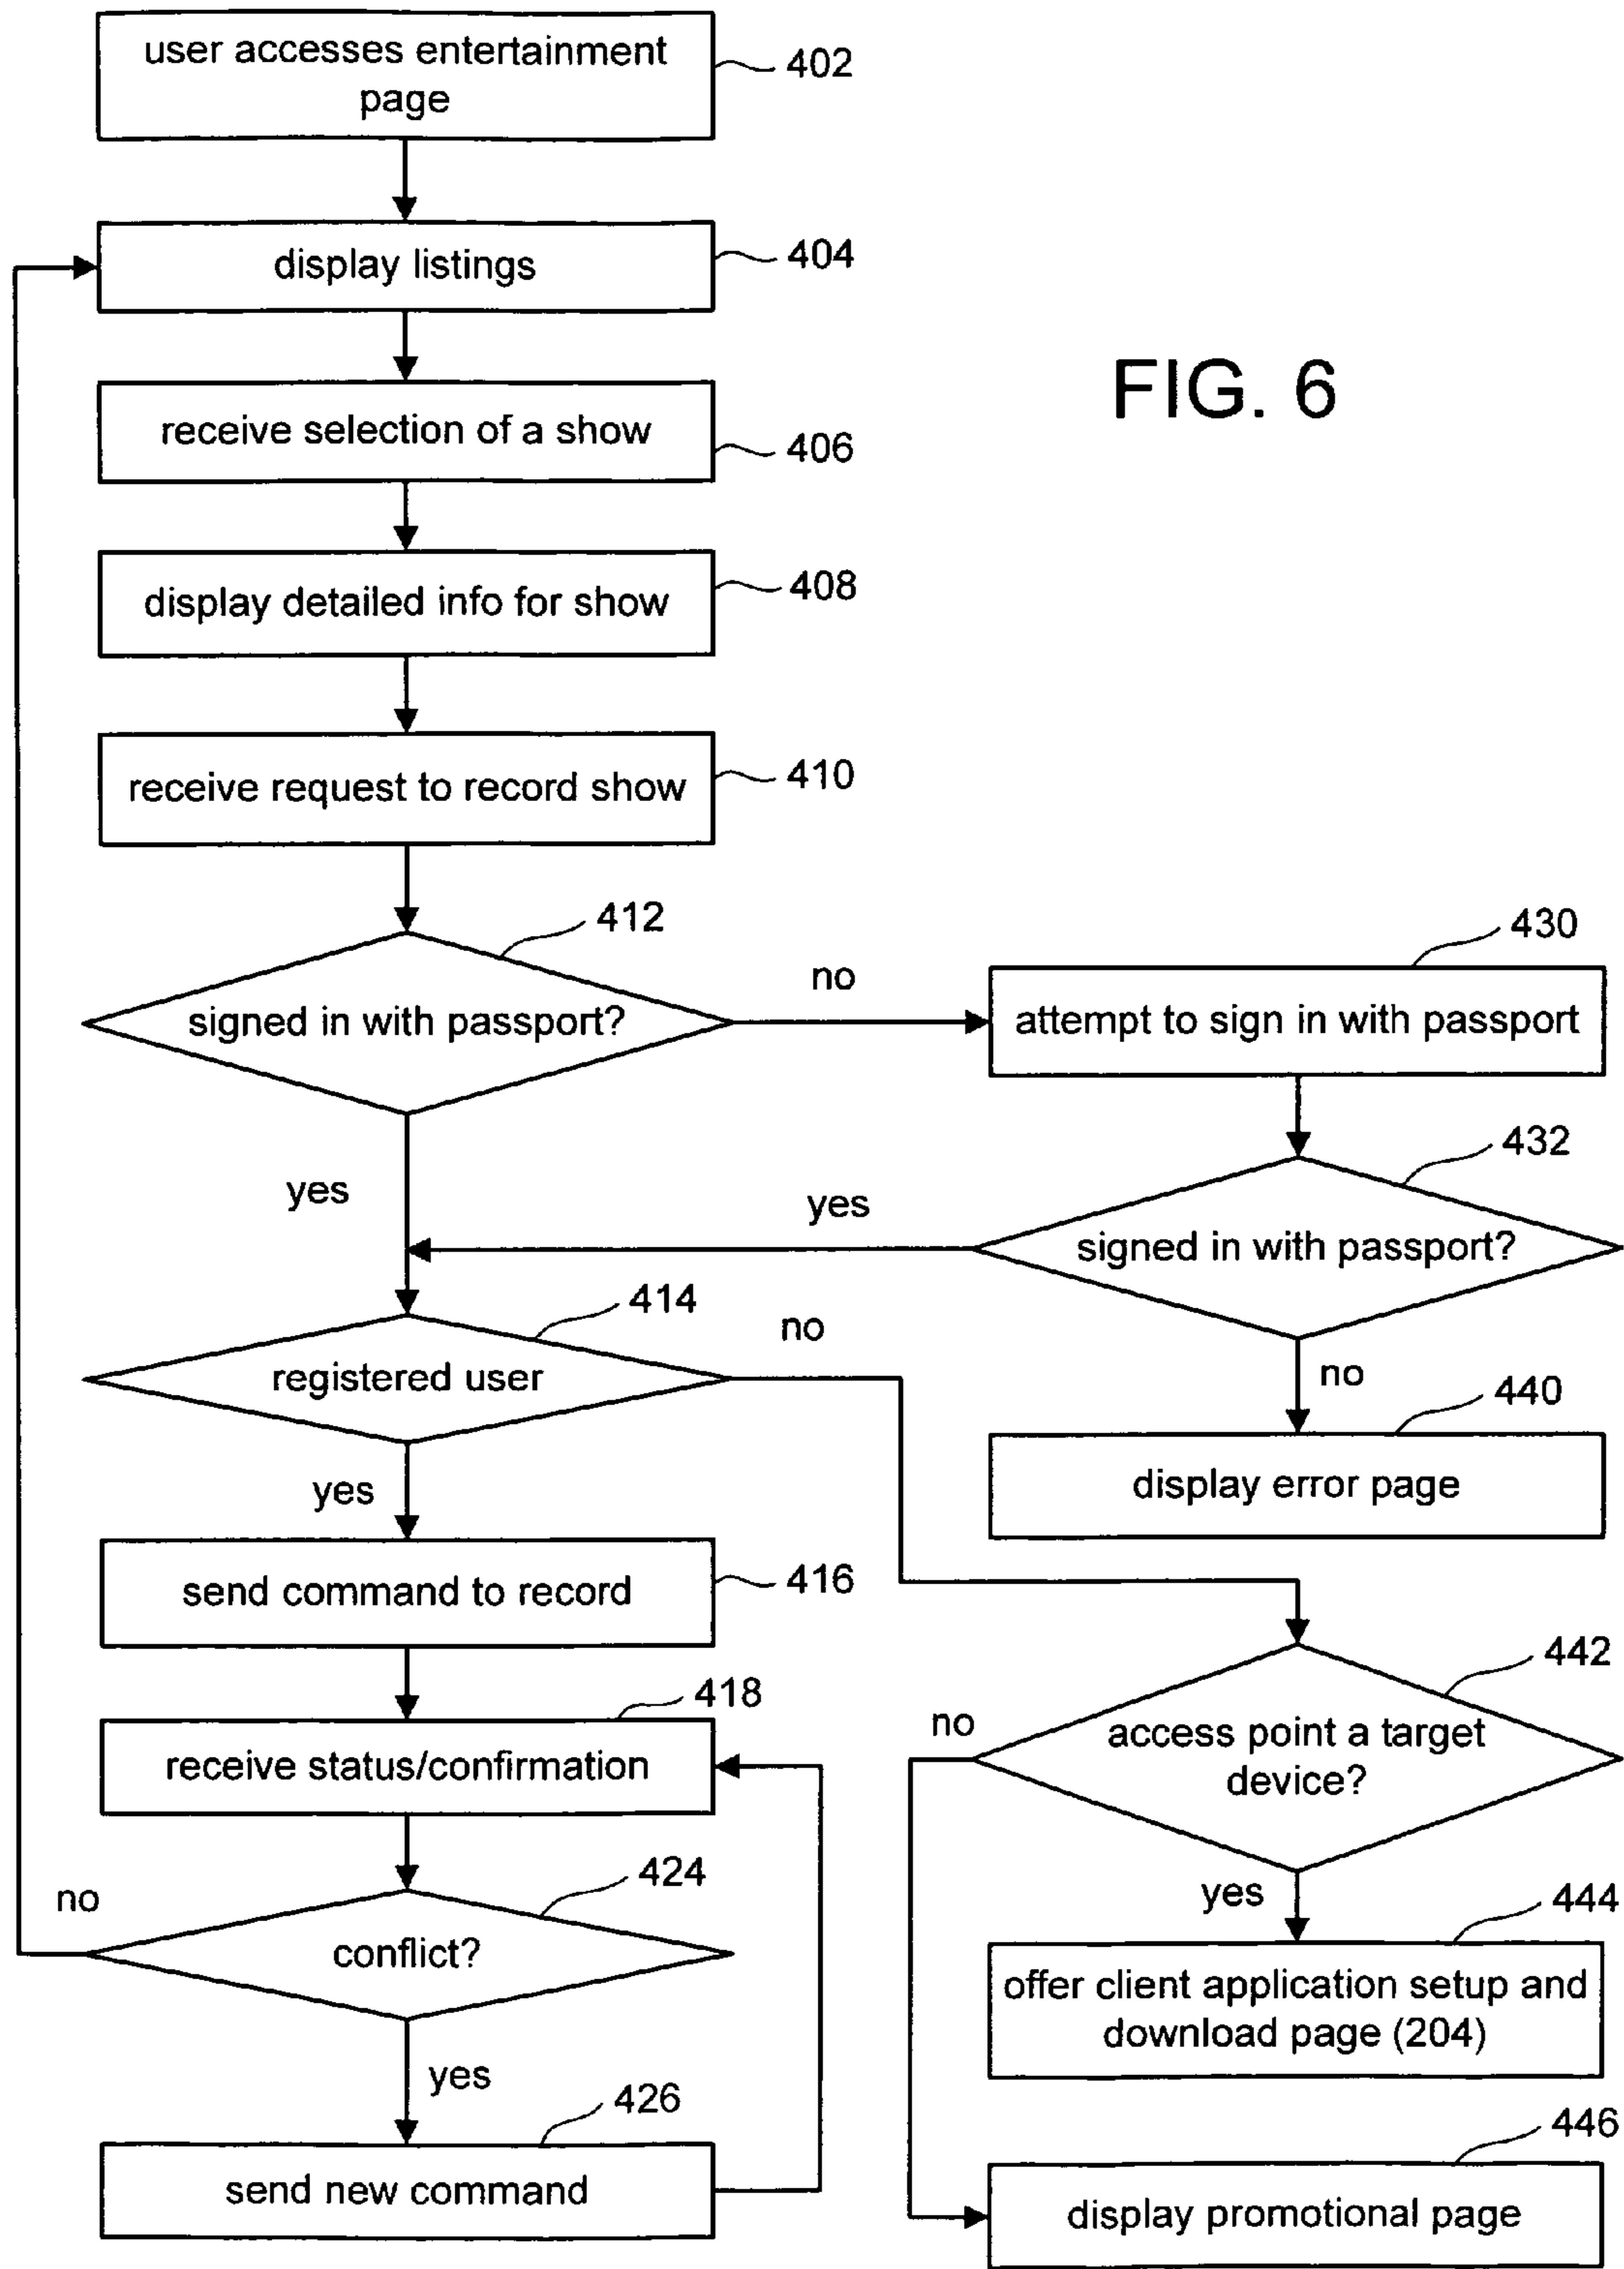 user accesses entertainment
page
402
display listings
404
FIG. 6
receive selection of a show
406
display detailed info for show
408
receive request to record show
410
412
signed in with passport?
no
430
attempt to sign in with passport
432
yes
yes
signed in with passport?
414
registered user
no
no
440
display error page
yes
send command to record
416
418
receive status/confirmation
442
no
access point a target
device?
424
no
conflict?
yes
444
offer client application setup and
download page (204)
yes
426
send new command
446
display promotional page